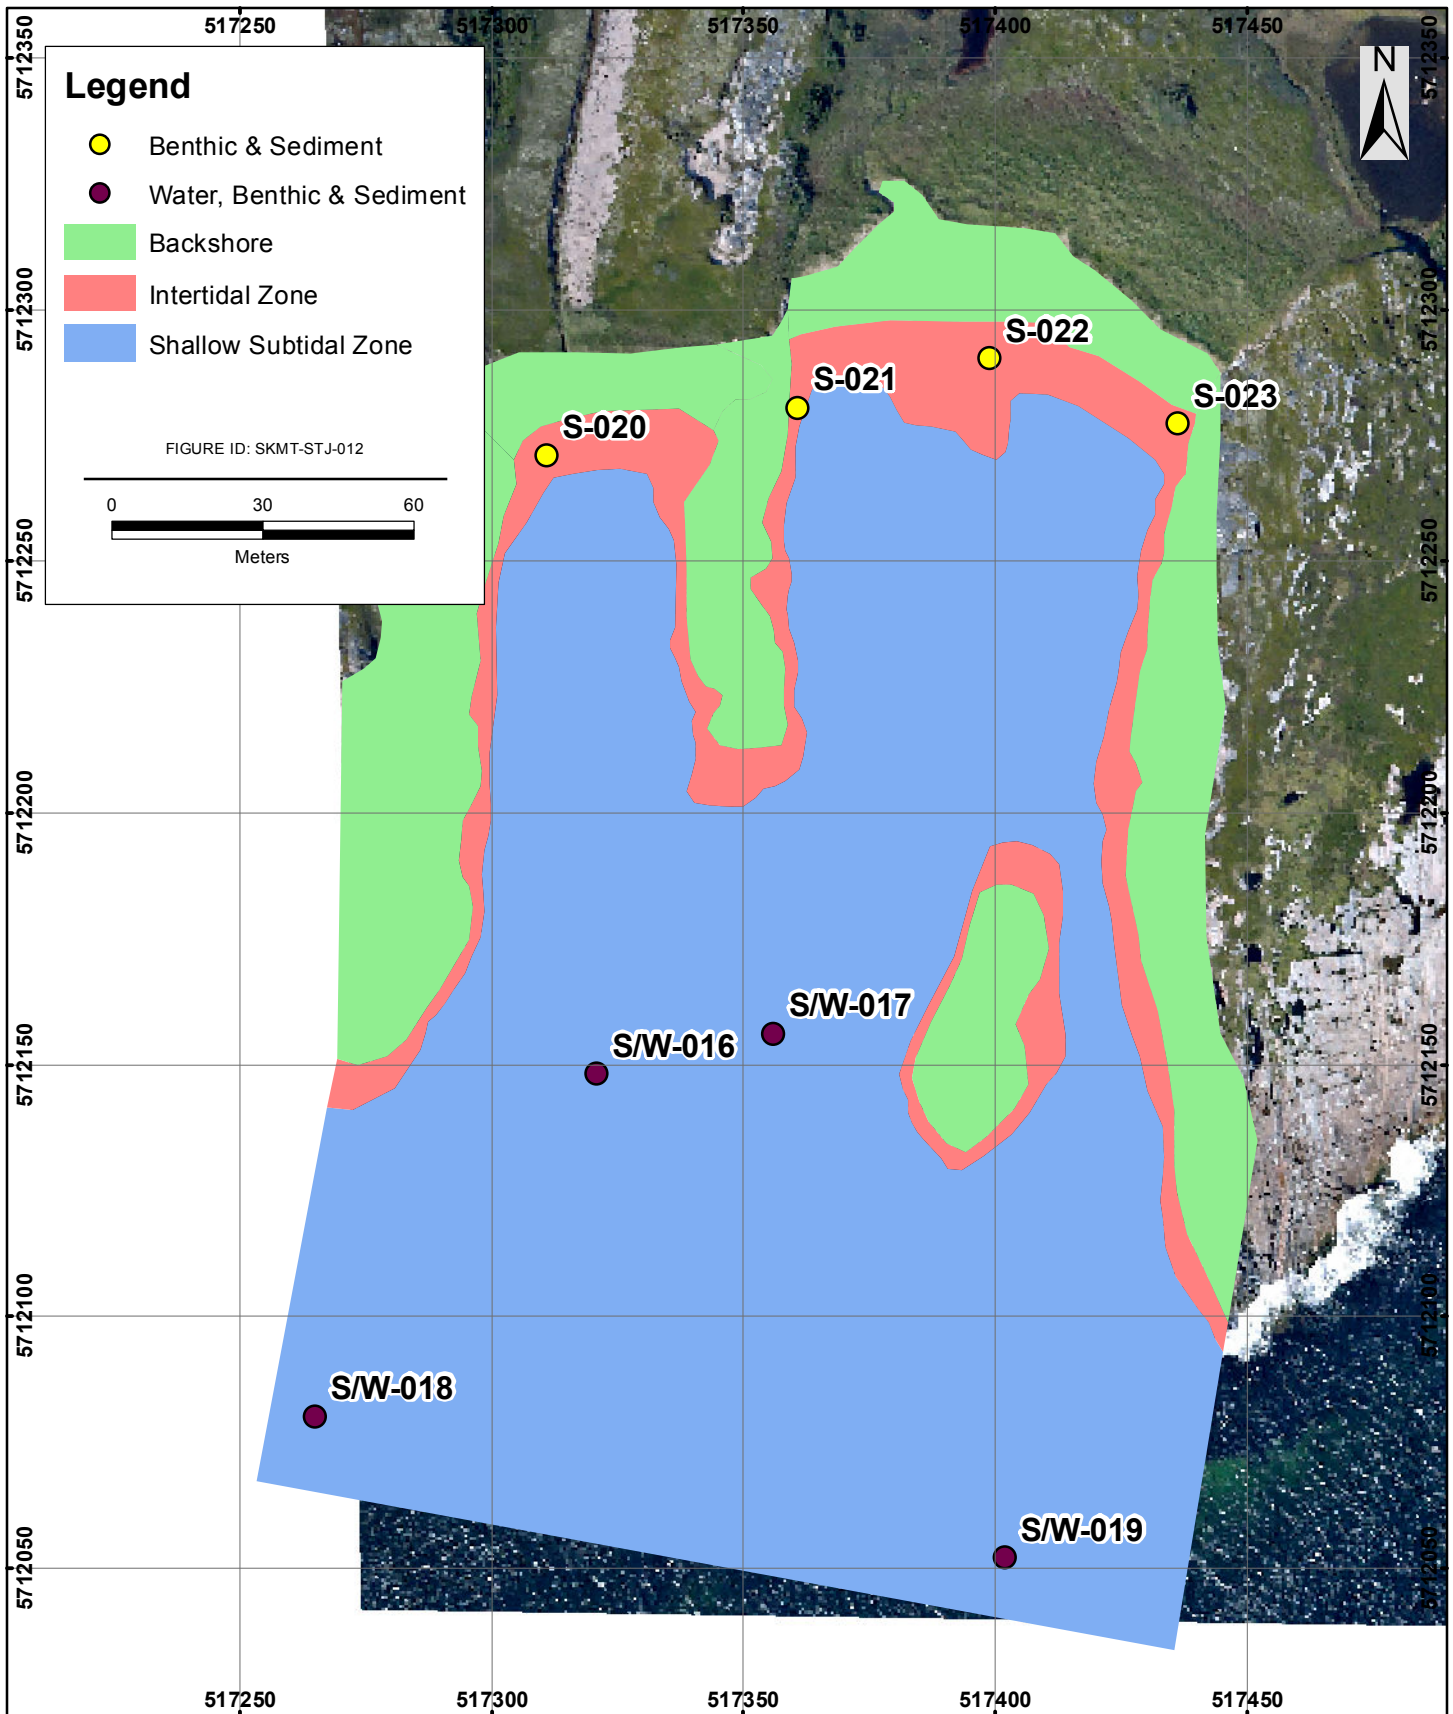 517250 517300 517350 517400 517450
5712350 5712350
N
Legend
Benthic & Sediment
Water, Benthic & Sediment
Backshore
Intertidal Zone
Shallow Subtidal Zone
FIGURE ID: SKMT-STJ-012
0 30 60
Meters
5712300 5712300
S-022
S-021
S-023
S-020
5712250 5712250
5712200 5712200
S/W-017
S/W-016
5712150 5712150
5712100 5712100
S/W-018
S/W-019
5712050 5712050
517250 517300 517350 517400 517450